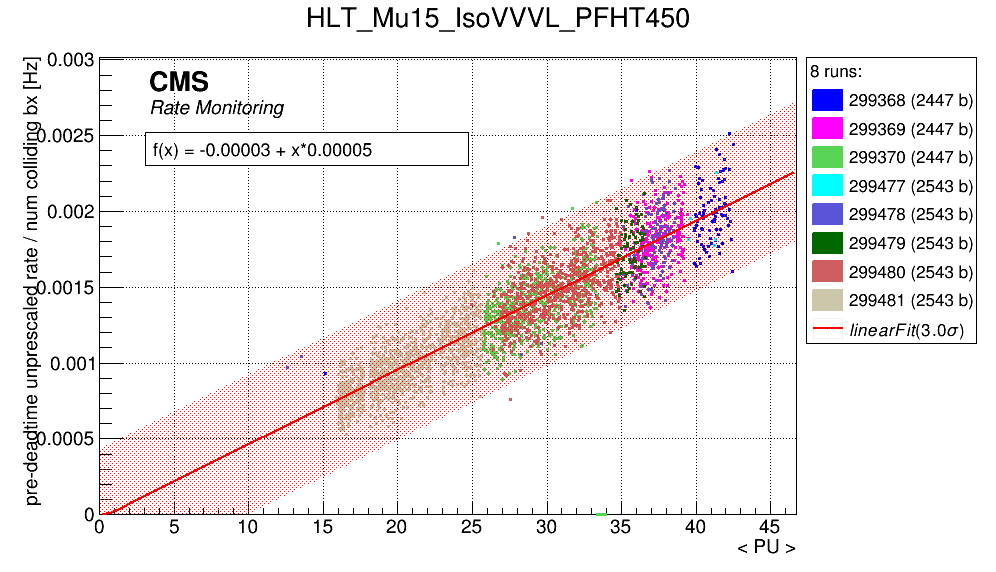 HLT_Mu15_IsoVVVL_PFHT450
pre-deadtime unprescaled rate / num colliding bx [Hz]
0.003
0.0025
0.002
0.0015
0.001
0.0005
0
CMS
Rate Monitoring
f(x) = -0.00003 + x*0.00005
0 5 10 15 20 25 30 35 40 45
< PU >
8 runs:
299368 (2447 b)
299369 (2447 b)
299370 (2447 b)
299477 (2543 b)
299478 (2543 b)
299479 (2543 b)
299480 (2543 b)
299481 (2543 b)
linearFit(3.0σ)